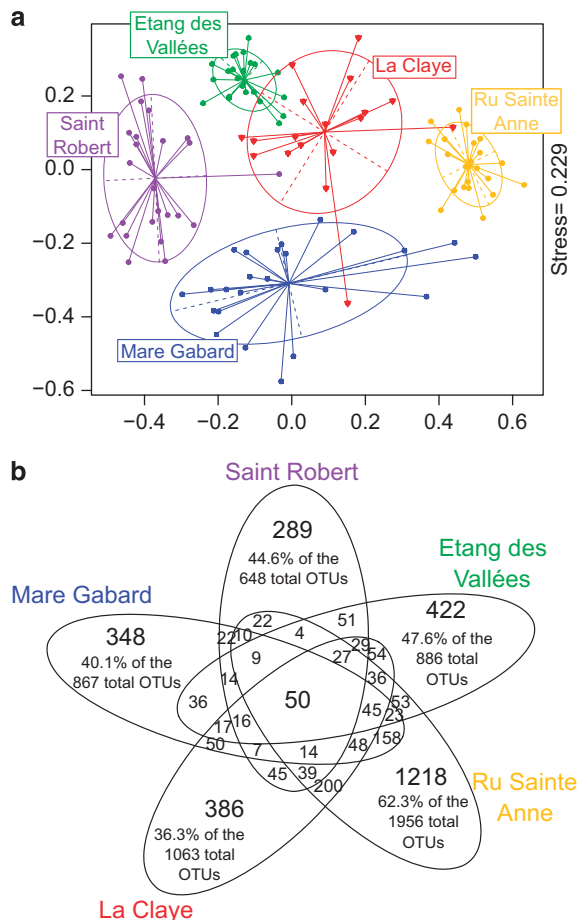 a
Etang des
Vallées
La Claye
Saint
Robert
Ru Sainte
Anne
Mare Gabard
0.2
0.0
−0.2
−0.4
−0.6
−0.4
−0.2
0.0
0.2
0.4
0.6
Stress= 0.229
b
Saint Robert
Etang des
Vallées
Mare Gabard
Ru Sainte
Anne
La Claye
289
44.6% of the
648 total OTUs
422
47.6% of the
886 total OTUs
348
40.1% of the
867 total OTUs
1218
62.3% of the
1956 total
OTUs
386
36.3% of the
1063 total
OTUs
22
4
51
22
10
29
54
9
27
14
36
36
50
53
16
45
23
17
50
7
14
48
158
45
39
200